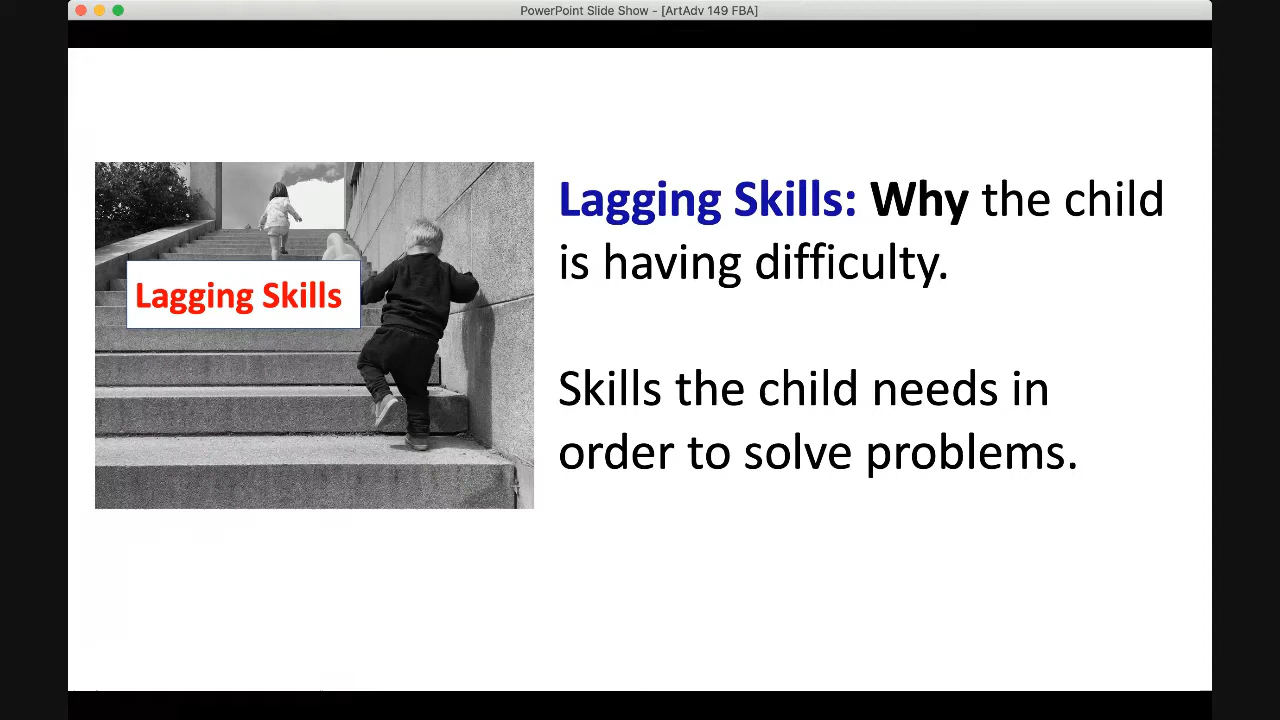 PowerPoint Slide Show - [ArtAdv 149 FBA]
Lagging Skills
Lagging Skills: Why the child
is having difficulty.
Skills the child needs in
order to solve problems.